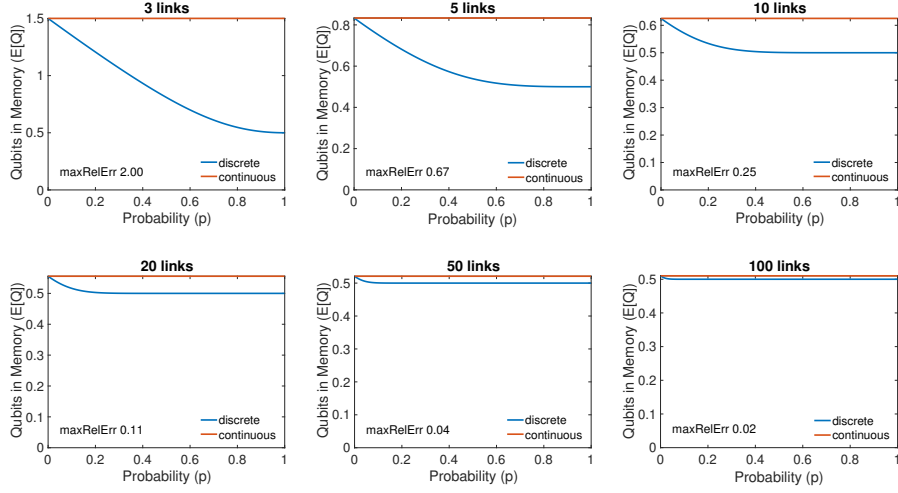 3 links
Qubits in Memory (E[Q])
1.5
1
0.5
0
maxRelErr 2.00
discrete
continuous
0 0.2 0.4 0.6 0.8 1
Probability (p)
5 links
Qubits in Memory (E[Q])
0.8
0.6
0.4
0.2
0
maxRelErr 0.67
discrete
continuous
0 0.2 0.4 0.6 0.8 1
Probability (p)
10 links
Qubits in Memory (E[Q])
0.6
0.5
0.4
0.3
0.2
0.1
0
maxRelErr 0.25
discrete
continuous
0 0.2 0.4 0.6 0.8 1
Probability (p)
20 links
Qubits in Memory (E[Q])
0.5
0.4
0.3
0.2
0.1
0
maxRelErr 0.11
discrete
continuous
0 0.2 0.4 0.6 0.8 1
Probability (p)
50 links
Qubits in Memory (E[Q])
0.5
0.4
0.3
0.2
0.1
0
maxRelErr 0.04
discrete
continuous
0 0.2 0.4 0.6 0.8 1
Probability (p)
100 links
Qubits in Memory (E[Q])
0.5
0.4
0.3
0.2
0.1
0
maxRelErr 0.02
discrete
continuous
0 0.2 0.4 0.6 0.8 1
Probability (p)